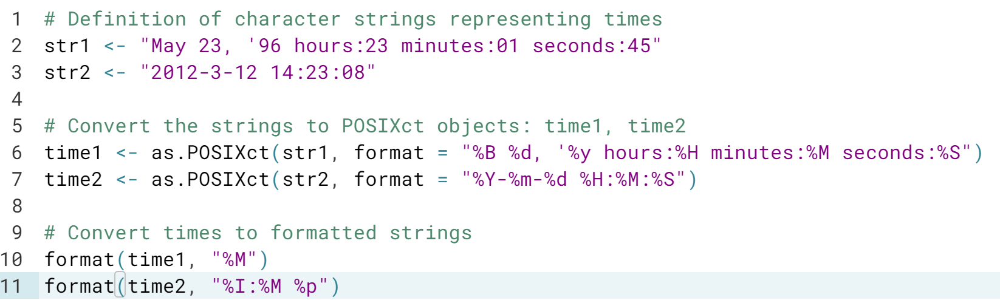 1 # Definition of character strings representing times
2 str1 <- "May 23, '96 hours:23 minutes:01 seconds:45"
3 str2 <- "2012-3-12 14:23:08"
4
5 # Convert the strings to POSIXct objects: time1, time2
6 time1 <- as.POSIXct(str1, format = "%B %d, '%y hours:%H minutes:%M seconds:%S")
7 time2 <- as.POSIXct(str2, format = "%Y-%m-%d %H:%M:%S")
8
9 # Convert times to formatted strings
10 format(time1, "%M")
11 format(time2, "%I:%M %p")